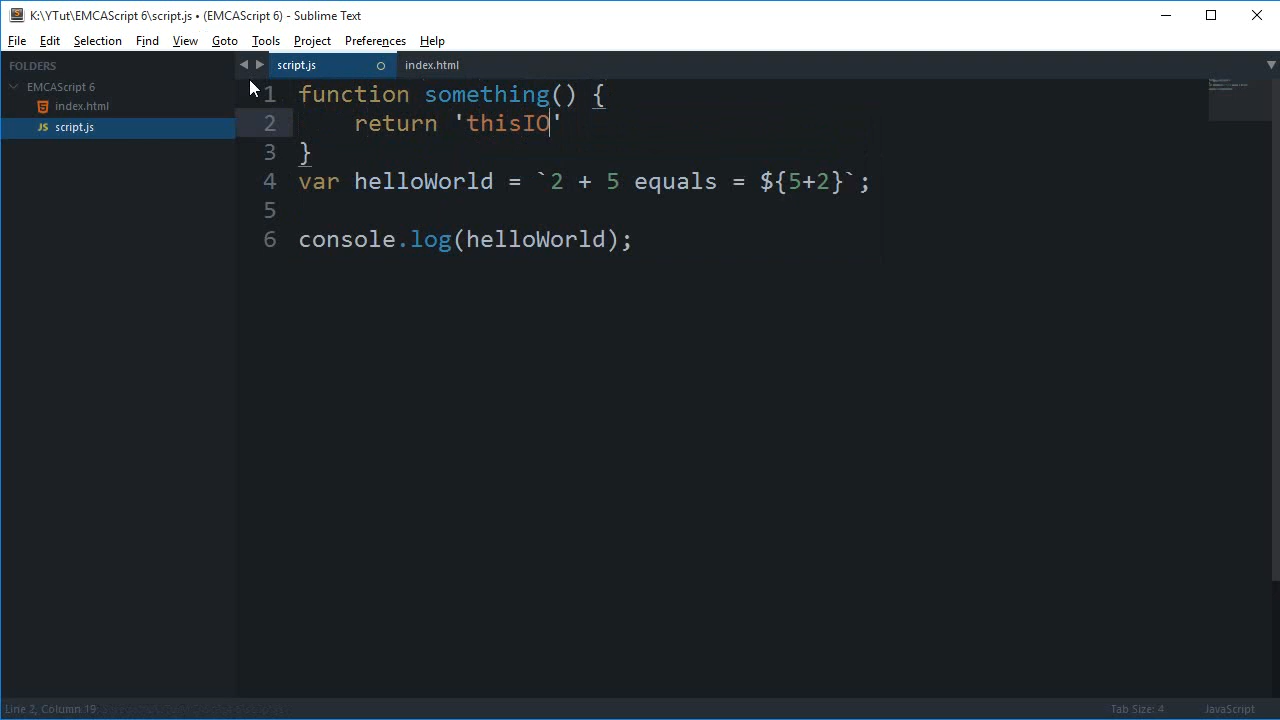 K:\YTut\EMCAScript 6\script.js • (EMCAScript 6) - Sublime Text
File Edit Selection Find View Goto Tools Project Preferences Help
FOLDERS
EMCAScript 6
index.html
JS script.js
script.js index.html
1 function something() {
2 return 'thisIO'
3 }
4 var helloWorld = `2 + 5 equals = ${5+2}`;
5
6 console.log(helloWorld);
Line 2, Column 19 Tab Size: 4 JavaScript